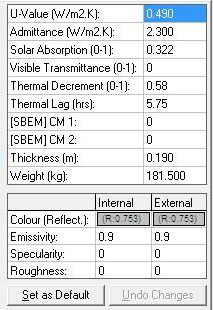 U-Value (W/m2.K): 0.490
Admittance (W/m2.K): 2.300
Solar Absorption (0-1): 0.322
Visible Transmittance (0-1): 0
Thermal Decrement (0-1): 0.58
Thermal Lag (hrs): 5.75
[SBEM] CM 1: 0
[SBEM] CM 2: 0
Thickness (m): 0.190
Weight (kg): 181.500
Internal External
Colour (Reflect.): (R:0.753) (R:0.753)
Emissivity: 0.9 0.9
Specularity: 0 0
Roughness: 0 0
Set as Default Undo Changes